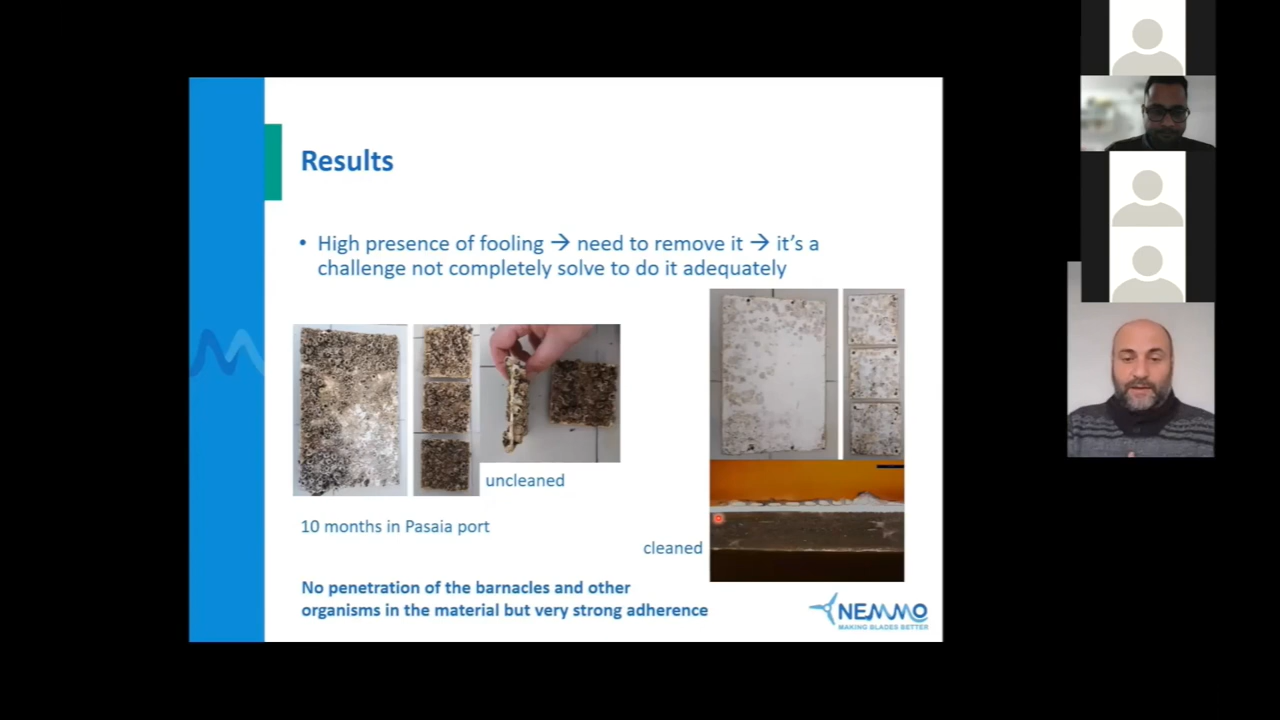 Results
• High presence of fooling → need to remove it → it's a
challenge not completely solve to do it adequately
uncleaned
10 months in Pasaia port
cleaned
No penetration of the barnacles and other
organisms in the material but very strong adherence
NEMMO
MAKING BLADES BETTER